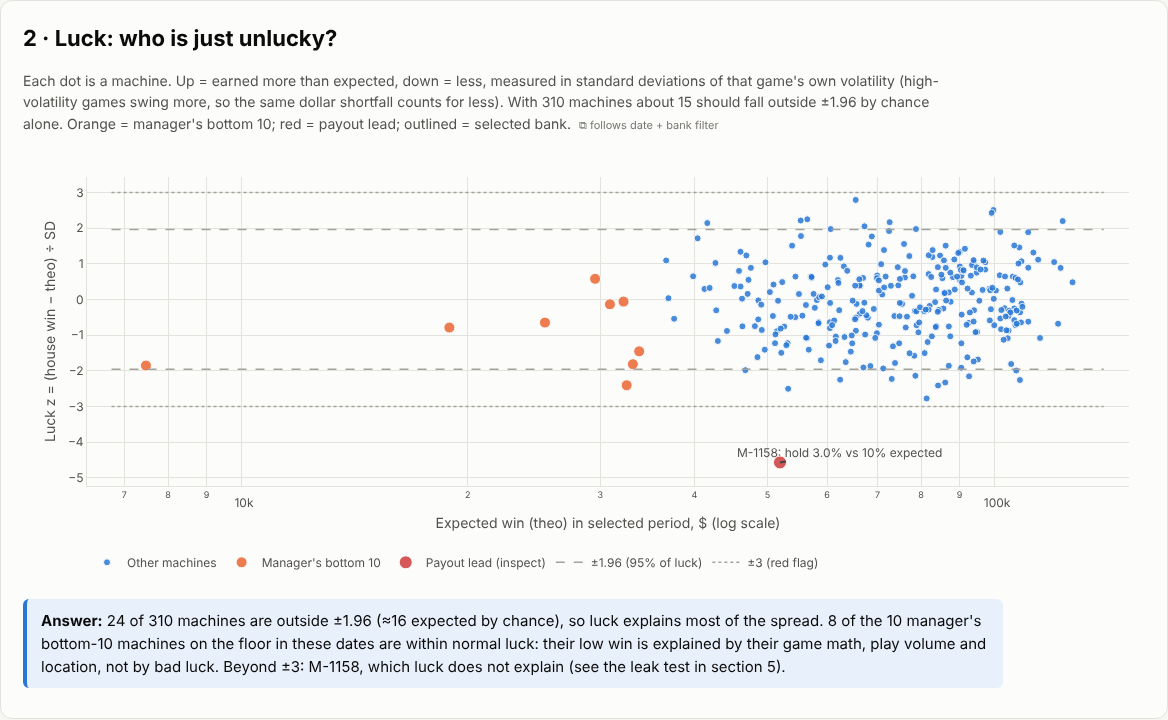 2 · Luck: who is just unlucky?
Each dot is a machine. Up = earned more than expected, down = less, measured in standard deviations of that game's own volatility (high-
volatility games swing more, so the same dollar shortfall counts for less). With 310 machines about 15 should fall outside ±1.96 by chance
alone. Orange = manager's bottom 10; red = payout lead; outlined = selected bank. ⧉ follows date + bank filter
Luck z = (house win − theo) ÷ SD
3
2
1
0
−1
−2
−3
−4
−5
M-1158: hold 3.0% vs 10% expected
7 8 9 10k 2 3 4 5 6 7 8 9 100k
Expected win (theo) in selected period, $ (log scale)
Other machines Manager's bottom 10 Payout lead (inspect) ±1.96 (95% of luck) ±3 (red flag)
Answer: 24 of 310 machines are outside ±1.96 (≈16 expected by chance), so luck explains most of the spread. 8 of the 10 manager's
bottom-10 machines on the floor in these dates are within normal luck: their low win is explained by their game math, play volume and
location, not by bad luck. Beyond ±3: M-1158, which luck does not explain (see the leak test in section 5).